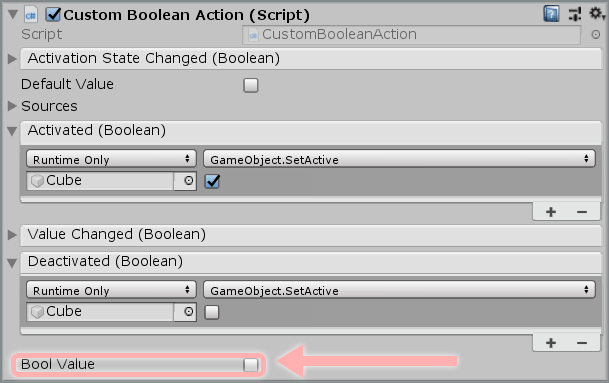 Custom Boolean Action (Script)
Script CustomBooleanAction
Activation State Changed (Boolean)
Default Value
Sources
Activated (Boolean)
Runtime Only GameObject.SetActive
Cube
+ −
Value Changed (Boolean)
Deactivated (Boolean)
Runtime Only GameObject.SetActive
Cube
+ −
Bool Value